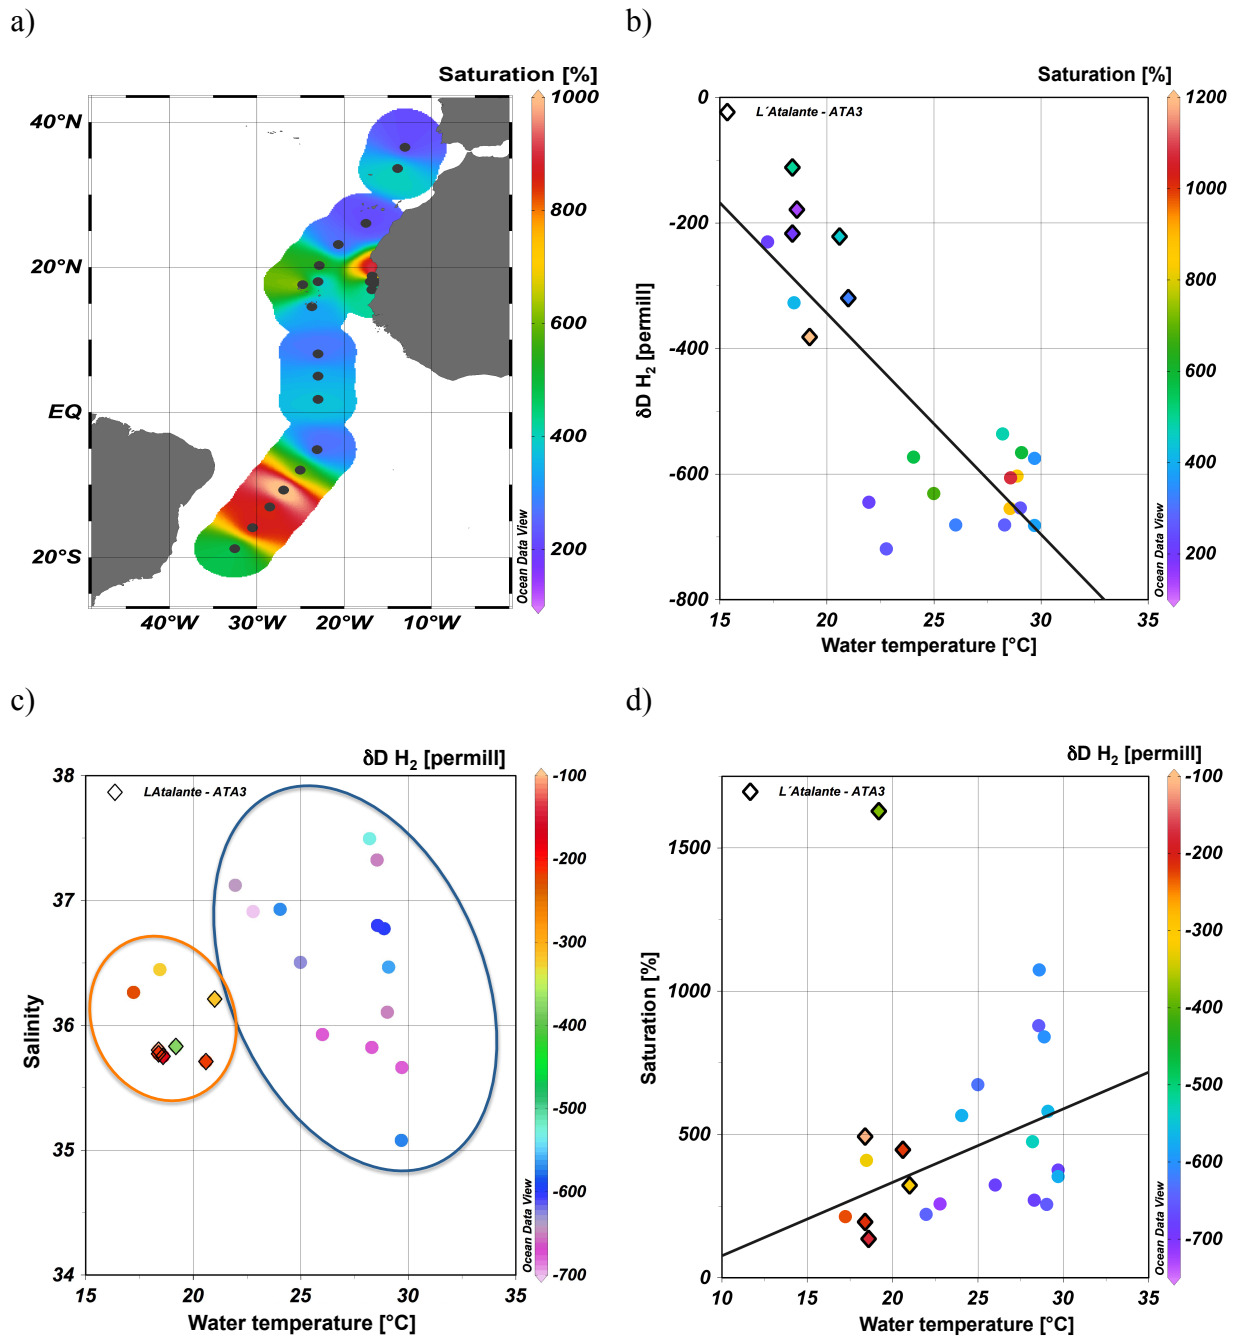 a)
Saturation [%]
1000
800
600
400
200
40°N
20°N
EQ
20°S
40°W 30°W 20°W 10°W
Ocean Data View
b)
Saturation [%]
L´Atalante - ATA3
0
-200
-400
-600
-800
δD H2 [permill]
15 20 25 30 35
Water temperature [°C]
1200
1000
800
600
400
200
Ocean Data View
c)
δD H2 [permill]
LAtalante - ATA3
38
37
36
35
34
Salinity
15 20 25 30 35
Water temperature [°C]
-100
-200
-300
-400
-500
-600
-700
Ocean Data View
d)
δD H2 [permill]
L´Atalante - ATA3
1500
1000
500
0
Saturation [%]
10 15 20 25 30 35
Water temperature [°C]
-100
-200
-300
-400
-500
-600
-700
Ocean Data View